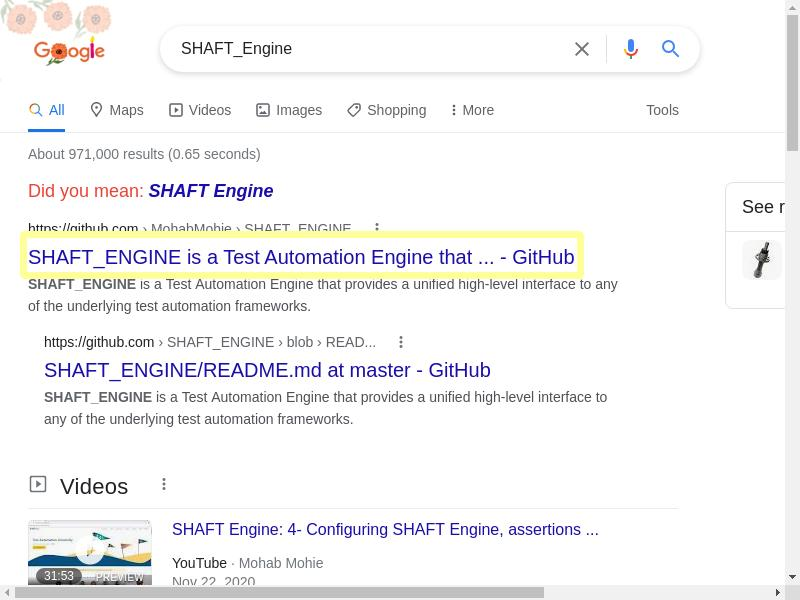 Google
SHAFT_Engine
All Maps Videos Images Shopping More Tools
About 971,000 results (0.65 seconds)
Did you mean: SHAFT Engine
https://github.com › MohabMohie › SHAFT_ENGINE
SHAFT_ENGINE is a Test Automation Engine that ... - GitHub
SHAFT_ENGINE is a Test Automation Engine that provides a unified high-level interface to any
of the underlying test automation frameworks.
See r
https://github.com › SHAFT_ENGINE › blob › READ...
SHAFT_ENGINE/README.md at master - GitHub
SHAFT_ENGINE is a Test Automation Engine that provides a unified high-level interface to
any of the underlying test automation frameworks.
Videos
SHAFT Engine: 4- Configuring SHAFT Engine, assertions ...
YouTube · Mohab Mohie
Nov 22, 2020
31:53 PREVIEW